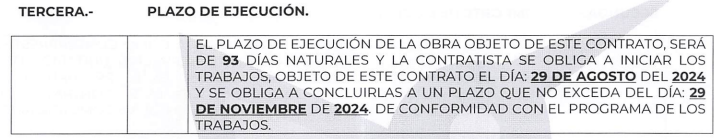 TERCERA.- PLAZO DE EJECUCIÓN.
EL PLAZO DE EJECUCIÓN DE LA OBRA OBJETO DE ESTE CONTRATO, SERÁ
DE 93 DÍAS NATURALES Y LA CONTRATISTA SE OBLIGA A INICIAR LOS
TRABAJOS, OBJETO DE ESTE CONTRATO EL DÍA: 29 DE AGOSTO DEL 2024
Y SE OBLIGA A CONCLUIRLAS A UN PLAZO QUE NO EXCEDA DEL DÍA: 29
DE NOVIEMBRE DE 2024. DE CONFORMIDAD CON EL PROGRAMA DE LOS
TRABAJOS.